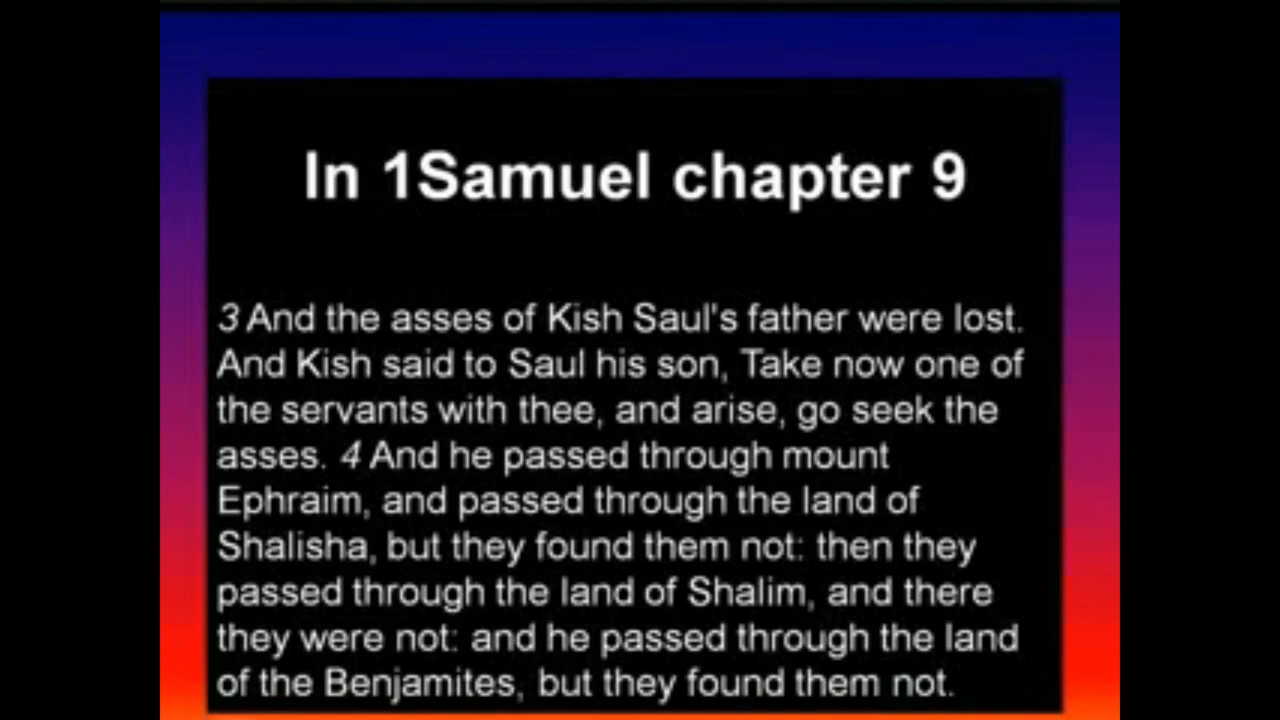 In 1Samuel chapter 9
3 And the asses of Kish Saul's father were lost.
And Kish said to Saul his son, Take now one of
the servants with thee, and arise, go seek the
asses. 4 And he passed through mount
Ephraim, and passed through the land of
Shalisha, but they found them not: then they
passed through the land of Shalim, and there
they were not: and he passed through the land
of the Benjamites, but they found them not.